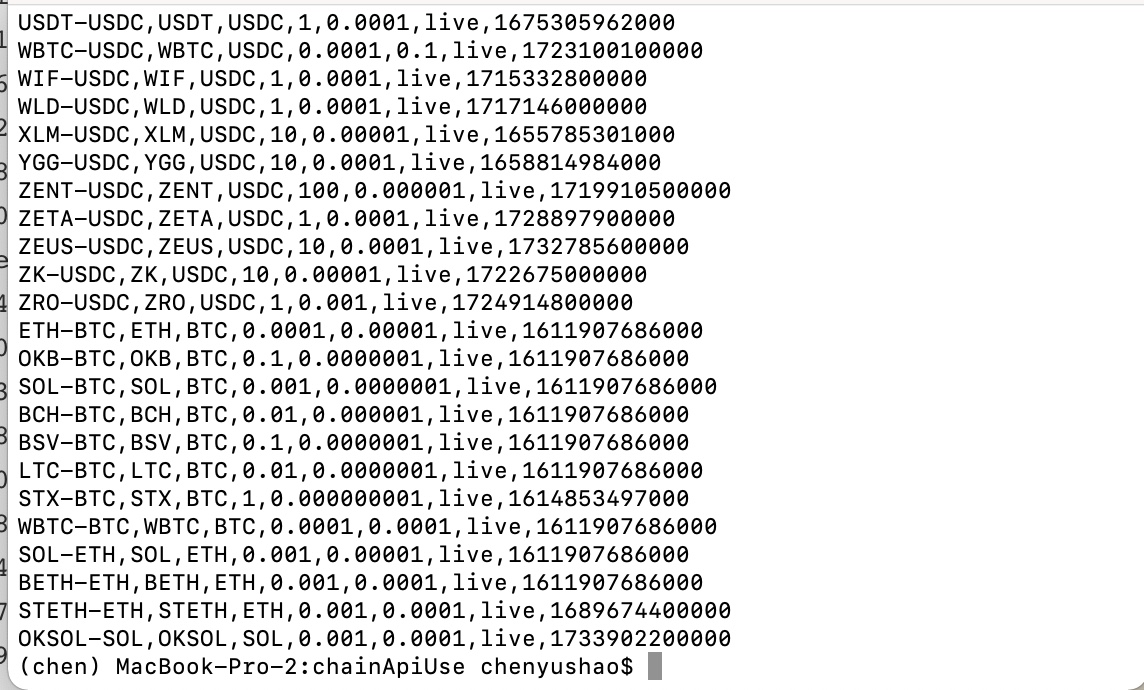 USDT-USDC,USDT,USDC,1,0.0001,live,1675305962000
WBTC-USDC,WBTC,USDC,0.0001,0.1,live,1723100100000
WIF-USDC,WIF,USDC,1,0.0001,live,1715332800000
WLD-USDC,WLD,USDC,1,0.0001,live,1717146000000
XLM-USDC,XLM,USDC,10,0.00001,live,1655785301000
YGG-USDC,YGG,USDC,10,0.0001,live,1658814984000
ZENT-USDC,ZENT,USDC,100,0.000001,live,1719910500000
ZETA-USDC,ZETA,USDC,1,0.0001,live,1728897900000
ZEUS-USDC,ZEUS,USDC,10,0.0001,live,1732785600000
ZK-USDC,ZK,USDC,10,0.00001,live,1722675000000
ZRO-USDC,ZRO,USDC,1,0.001,live,1724914800000
ETH-BTC,ETH,BTC,0.0001,0.00001,live,1611907686000
OKB-BTC,OKB,BTC,0.1,0.0000001,live,1611907686000
SOL-BTC,SOL,BTC,0.001,0.0000001,live,1611907686000
BCH-BTC,BCH,BTC,0.01,0.000001,live,1611907686000
BSV-BTC,BSV,BTC,0.1,0.0000001,live,1611907686000
LTC-BTC,LTC,BTC,0.01,0.0000001,live,1611907686000
STX-BTC,STX,BTC,1,0.000000001,live,1614853497000
WBTC-BTC,WBTC,BTC,0.0001,0.0001,live,1611907686000
SOL-ETH,SOL,ETH,0.001,0.00001,live,1611907686000
BETH-ETH,BETH,ETH,0.001,0.0001,live,1611907686000
STETH-ETH,STETH,ETH,0.001,0.0001,live,1689674400000
OKSOL-SOL,OKSOL,SOL,0.001,0.0001,live,1733902200000
(chen) MacBook-Pro-2:chainApiUse chenyushao$